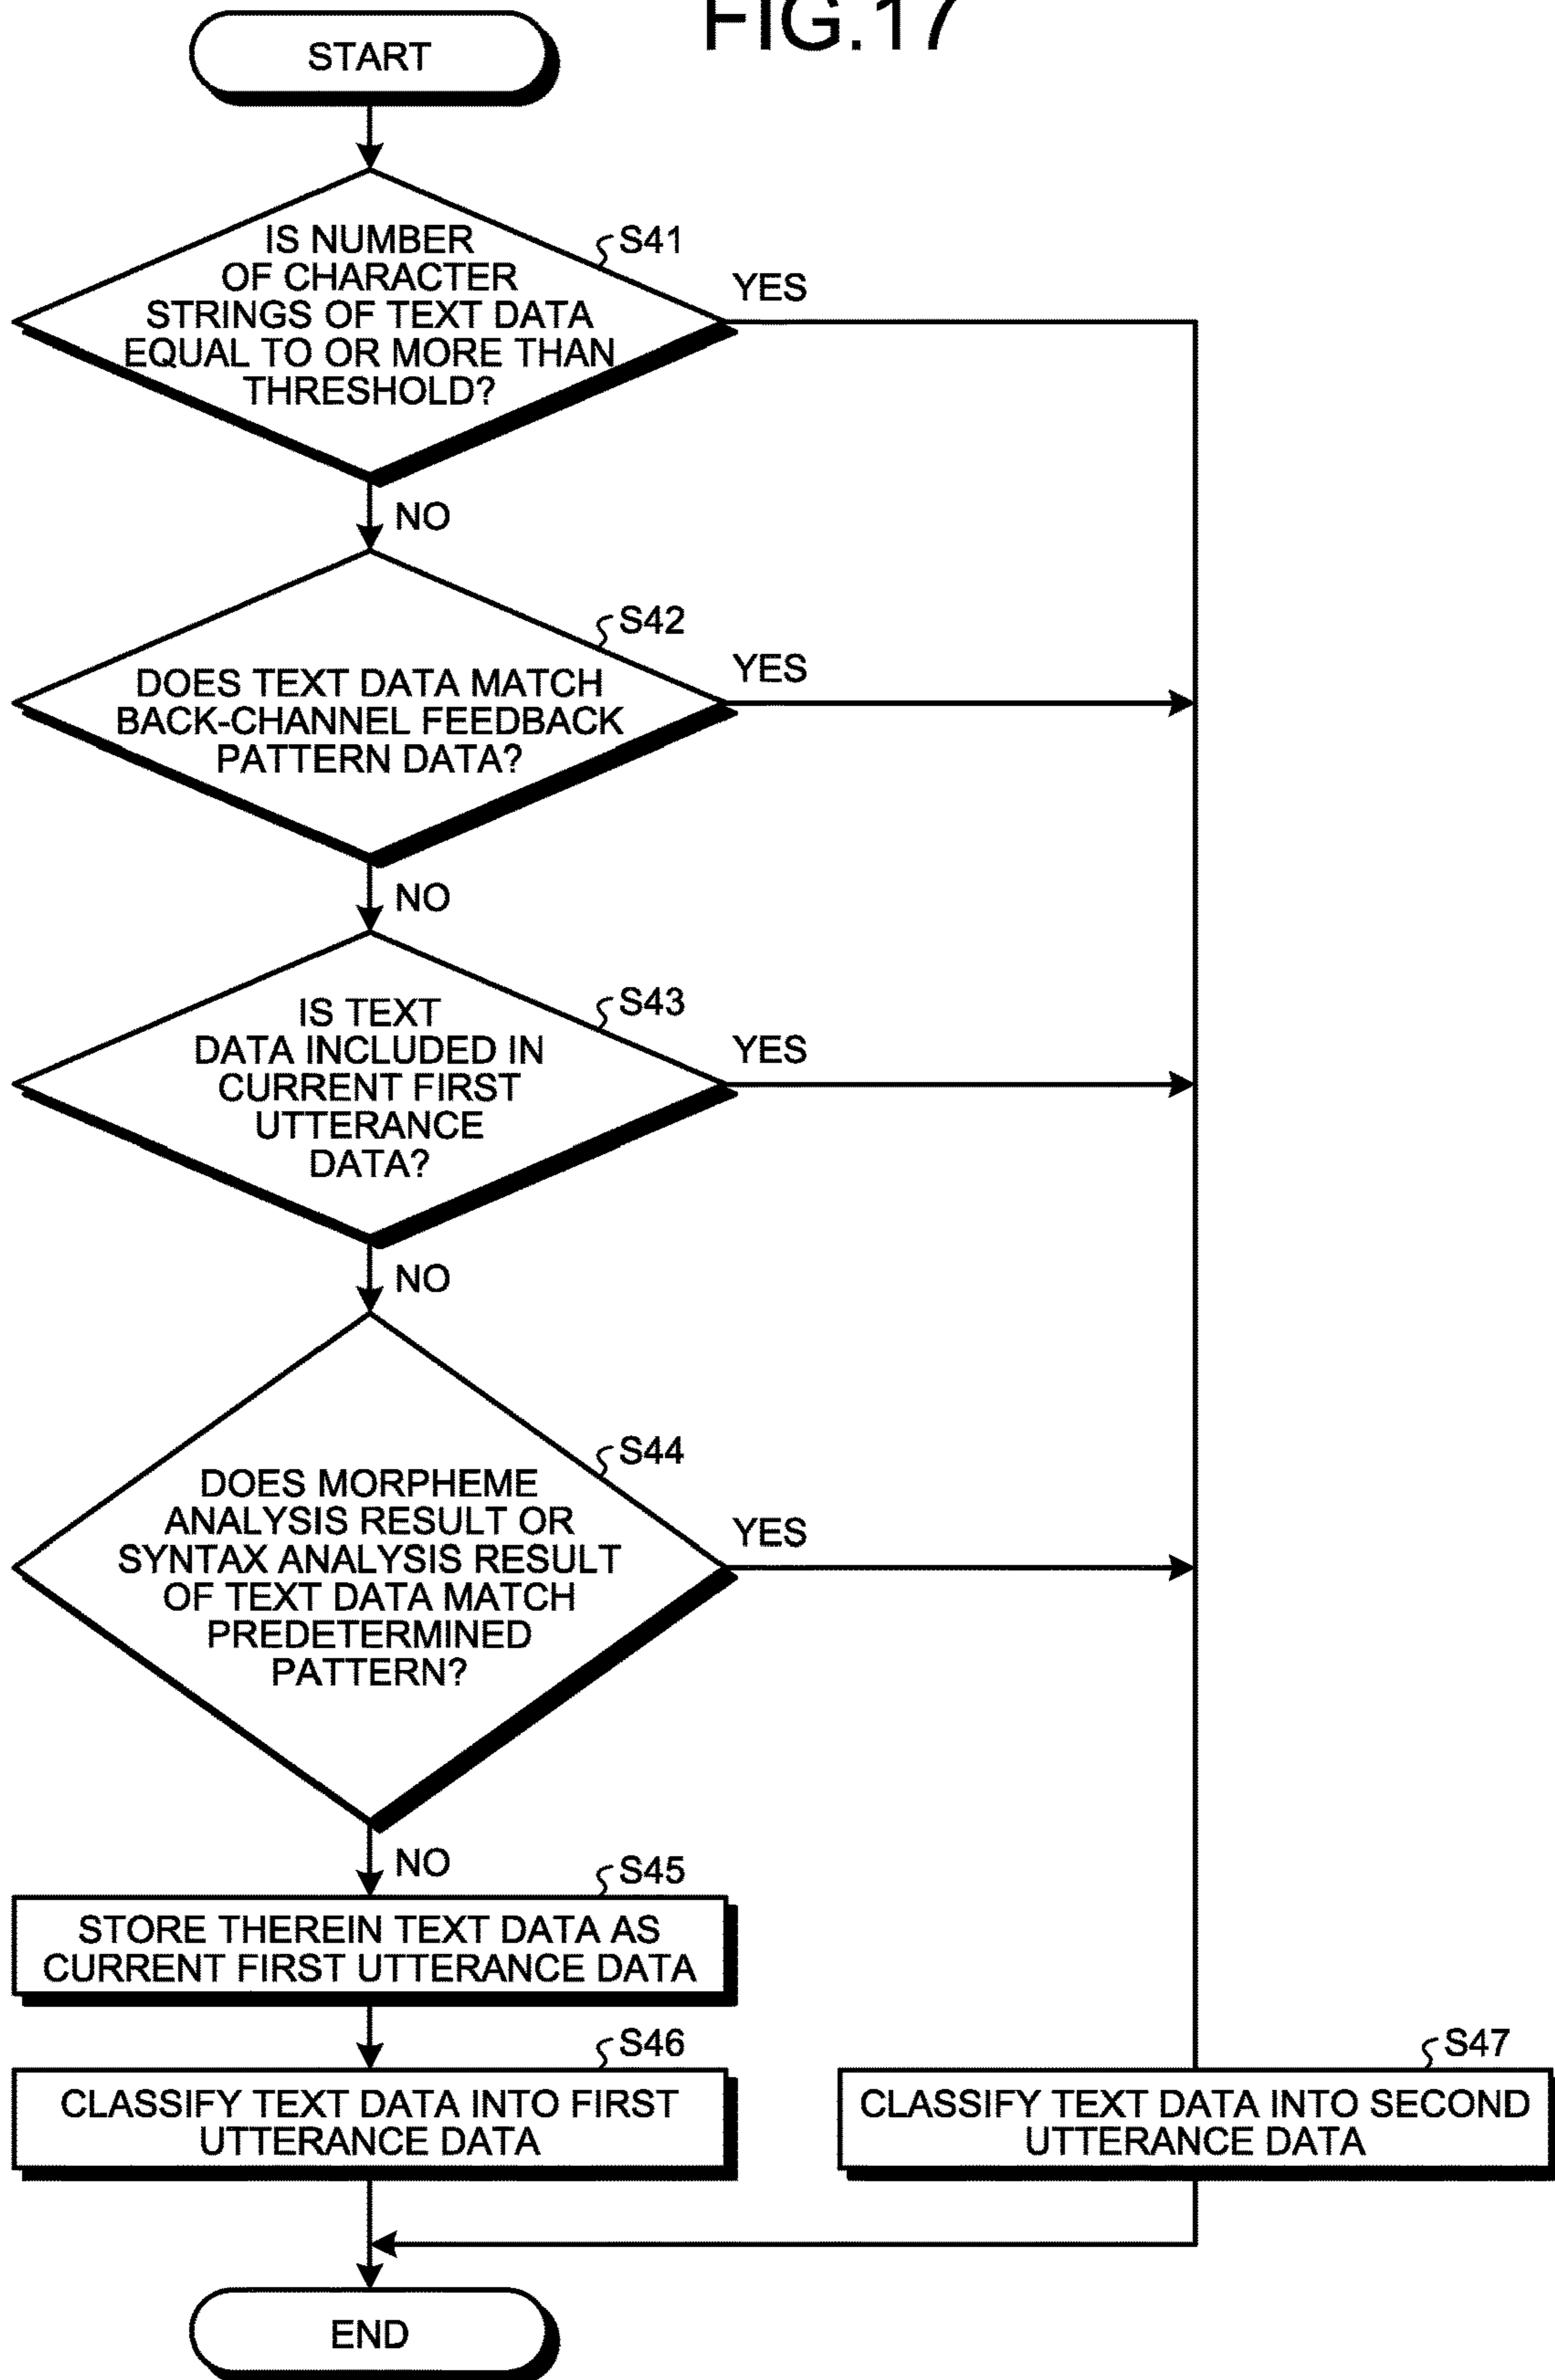 FIG.17
START
S41
IS NUMBER
OF CHARACTER
STRINGS OF TEXT DATA
EQUAL TO OR MORE THAN
THRESHOLD?
YES
NO
S42
DOES TEXT DATA MATCH
BACK-CHANNEL FEEDBACK
PATTERN DATA?
YES
NO
S43
IS TEXT
DATA INCLUDED IN
CURRENT FIRST
UTTERANCE
DATA?
YES
NO
S44
DOES MORPHEME
ANALYSIS RESULT OR
SYNTAX ANALYSIS RESULT
OF TEXT DATA MATCH
PREDETERMINED
PATTERN?
YES
NO
S45
STORE THEREIN TEXT DATA AS
CURRENT FIRST UTTERANCE DATA
S46
CLASSIFY TEXT DATA INTO FIRST
UTTERANCE DATA
S47
CLASSIFY TEXT DATA INTO SECOND
UTTERANCE DATA
END